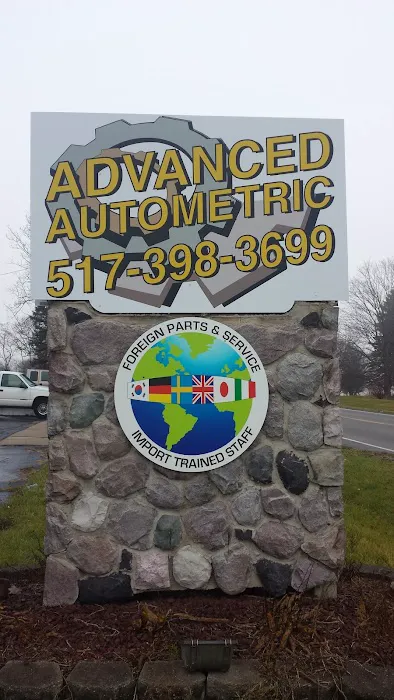 ADVANCED
AUTOMETRIC
517-398-3699
FOREIGN PARTS & SERVICE
IMPORT TRAINED STAFF